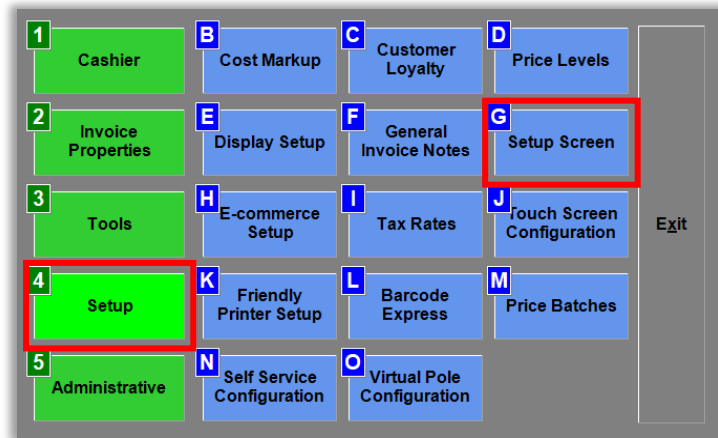 1
Cashier
B
Cost Markup
C
Customer
Loyalty
D
Price Levels
2
Invoice
Properties
E
Display Setup
F
General
Invoice Notes
G
Setup Screen
3
Tools
H
E-commerce
Setup
I
Tax Rates
J
Touch Screen
Configuration
Exit
4
Setup
K
Friendly
Printer Setup
L
Barcode
Express
M
Price Batches
5
Administrative
N
Self Service
Configuration
O
Virtual Pole
Configuration